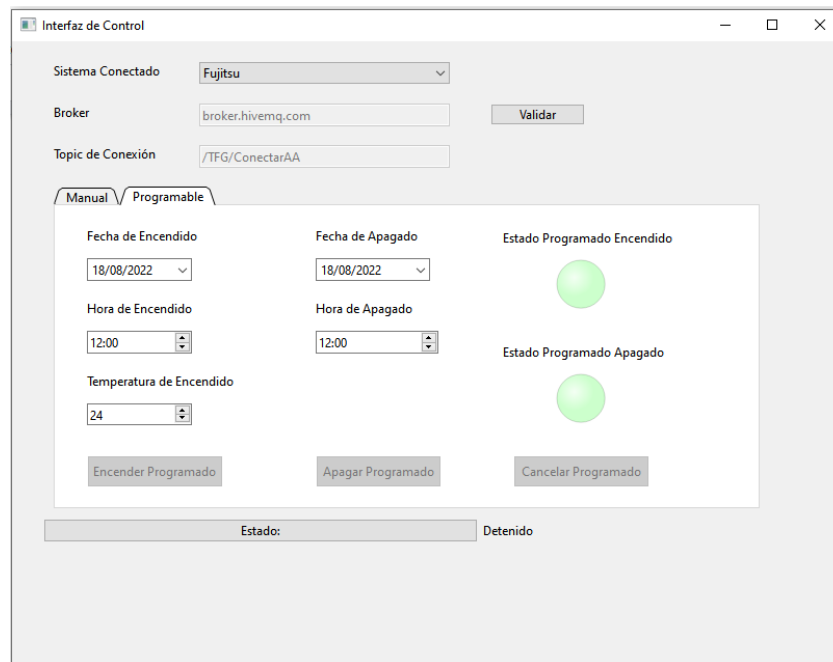 Interfaz de Control
Sistema Conectado
Fujitsu
Broker
broker.hivemq.com
Validar
Topic de Conexión
/TFG/ConectarAA
Manual
Programable
Fecha de Encendido
Fecha de Apagado
Estado Programado Encendido
18/08/2022
18/08/2022
Hora de Encendido
Hora de Apagado
12:00
12:00
Estado Programado Apagado
Temperatura de Encendido
24
Encender Programado
Apagar Programado
Cancelar Programado
Estado:
Detenido